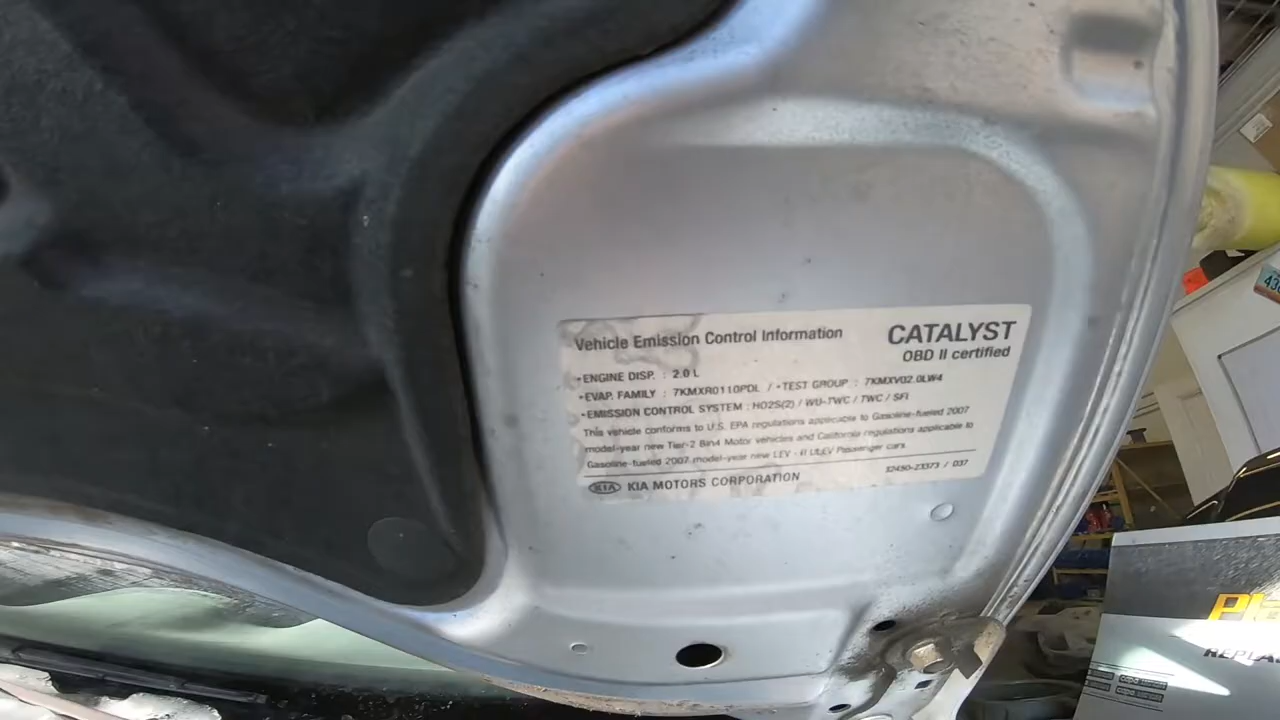 Vehicle Emission Control Information
CATALYST
OBD II certified
•ENGINE DISP. : 2.0 L
•EVAP. FAMILY : 7KMXR0110PDL / •TEST GROUP : 7KMXV02.0LW4
•EMISSION CONTROL SYSTEM : HO2S(2) / WU-TWC / TWC / SFI
This vehicle conforms to U.S. EPA regulations applicable to Gasoline-fueled 2007
model-year new Tier-2 Bin4 Motor vehicles and California regulations applicable to
Gasoline-fueled 2007 model-year new LEV - II ULEV Passenger cars.
32450-23373 / D37
KIA KIA MOTORS CORPORATION
capa
capa